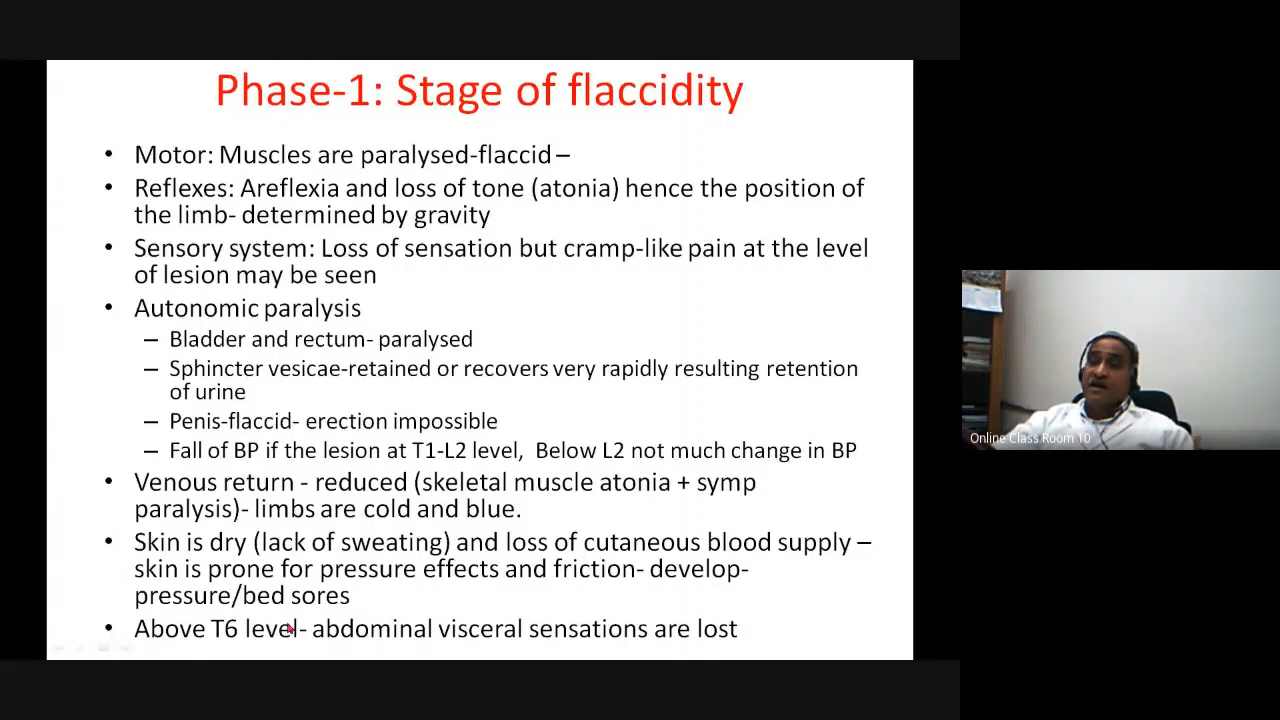 Phase-1: Stage of flaccidity
• Motor: Muscles are paralysed-flaccid –
• Reflexes: Areflexia and loss of tone (atonia) hence the position of
the limb- determined by gravity
• Sensory system: Loss of sensation but cramp-like pain at the level
of lesion may be seen
• Autonomic paralysis
– Bladder and rectum- paralysed
– Sphincter vesicae-retained or recovers very rapidly resulting retention
of urine
– Penis-flaccid- erection impossible
– Fall of BP if the lesion at T1-L2 level, Below L2 not much change in BP
• Venous return - reduced (skeletal muscle atonia + symp
paralysis)- limbs are cold and blue.
• Skin is dry (lack of sweating) and loss of cutaneous blood supply –
skin is prone for pressure effects and friction- develop-
pressure/bed sores
• Above T6 level- abdominal visceral sensations are lost
Online Class Room 10